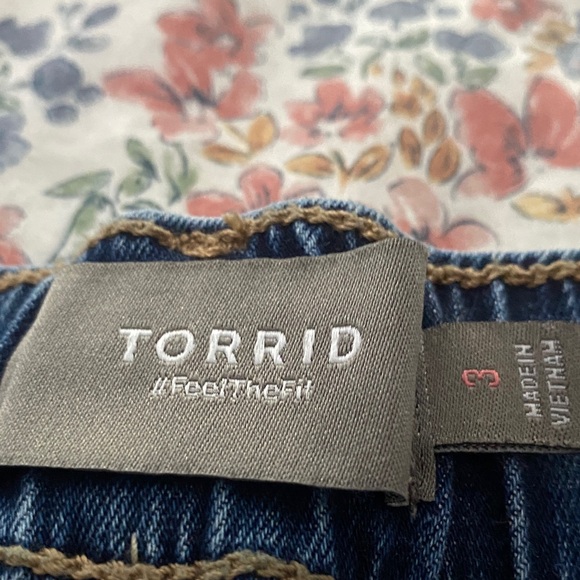 TORRID
#FeelTheFit
3
MADE IN
VIETNAM